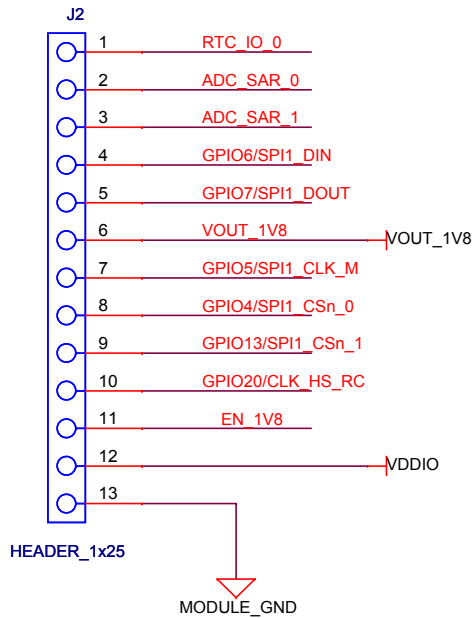 J2
1 RTC_IO_0
2 ADC_SAR_0
3 ADC_SAR_1
4 GPIO6/SPI1_DIN
5 GPIO7/SPI1_DOUT
6 VOUT_1V8 VOUT_1V8
7 GPIO5/SPI1_CLK_M
8 GPIO4/SPI1_CSn_0
9 GPIO13/SPI1_CSn_1
10 GPIO20/CLK_HS_RC
11 EN_1V8
12 VDDIO
13
HEADER_1x25
MODULE_GND